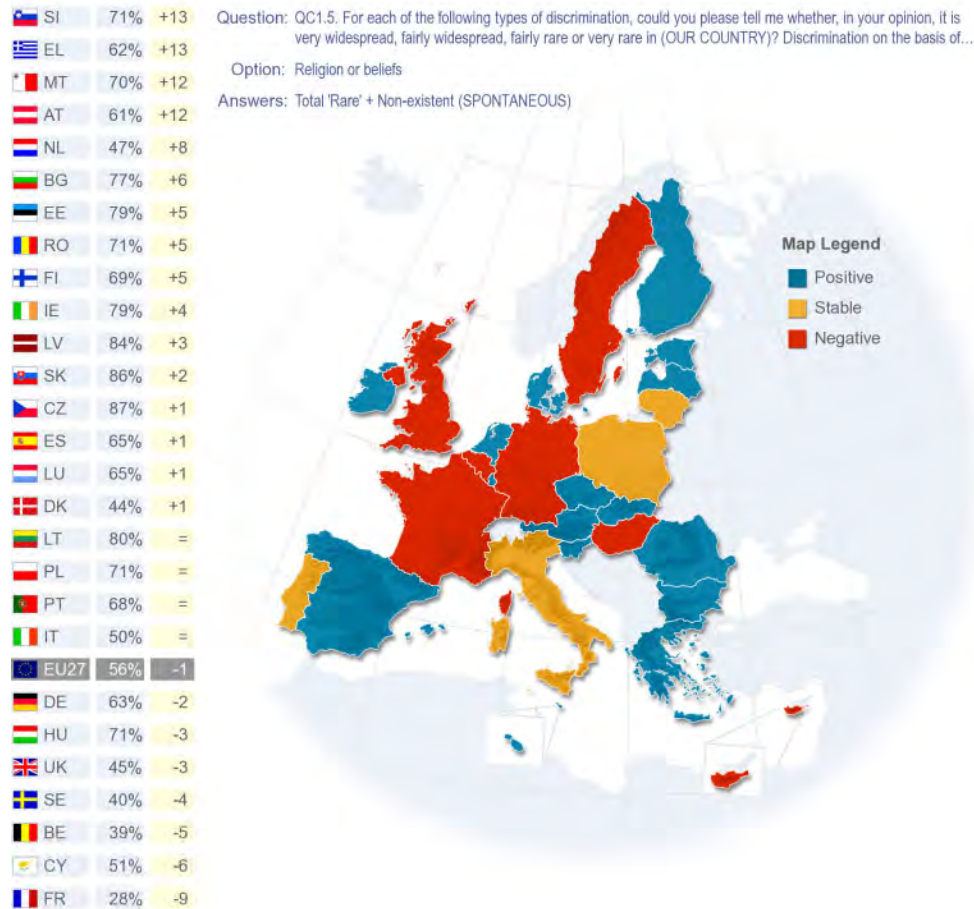 SI 71% +13
EL 62% +13
MT 70% +12
AT 61% +12
NL 47% +8
BG 77% +6
EE 79% +5
RO 71% +5
FI 69% +5
IE 79% +4
LV 84% +3
SK 86% +2
CZ 87% +1
ES 65% +1
LU 65% +1
DK 44% +1
LT 80% =
PL 71% =
PT 68% =
IT 50% =
EU27 56% -1
DE 63% -2
HU 71% -3
UK 45% -3
SE 40% -4
BE 39% -5
CY 51% -6
FR 28% -9
Question: QC1.5. For each of the following types of discrimination, could you please tell me whether, in your opinion, it is
very widespread, fairly widespread, fairly rare or very rare in (OUR COUNTRY)? Discrimination on the basis of...
Option: Religion or beliefs
Answers: Total 'Rare' + Non-existent (SPONTANEOUS)
Map Legend
Positive
Stable
Negative